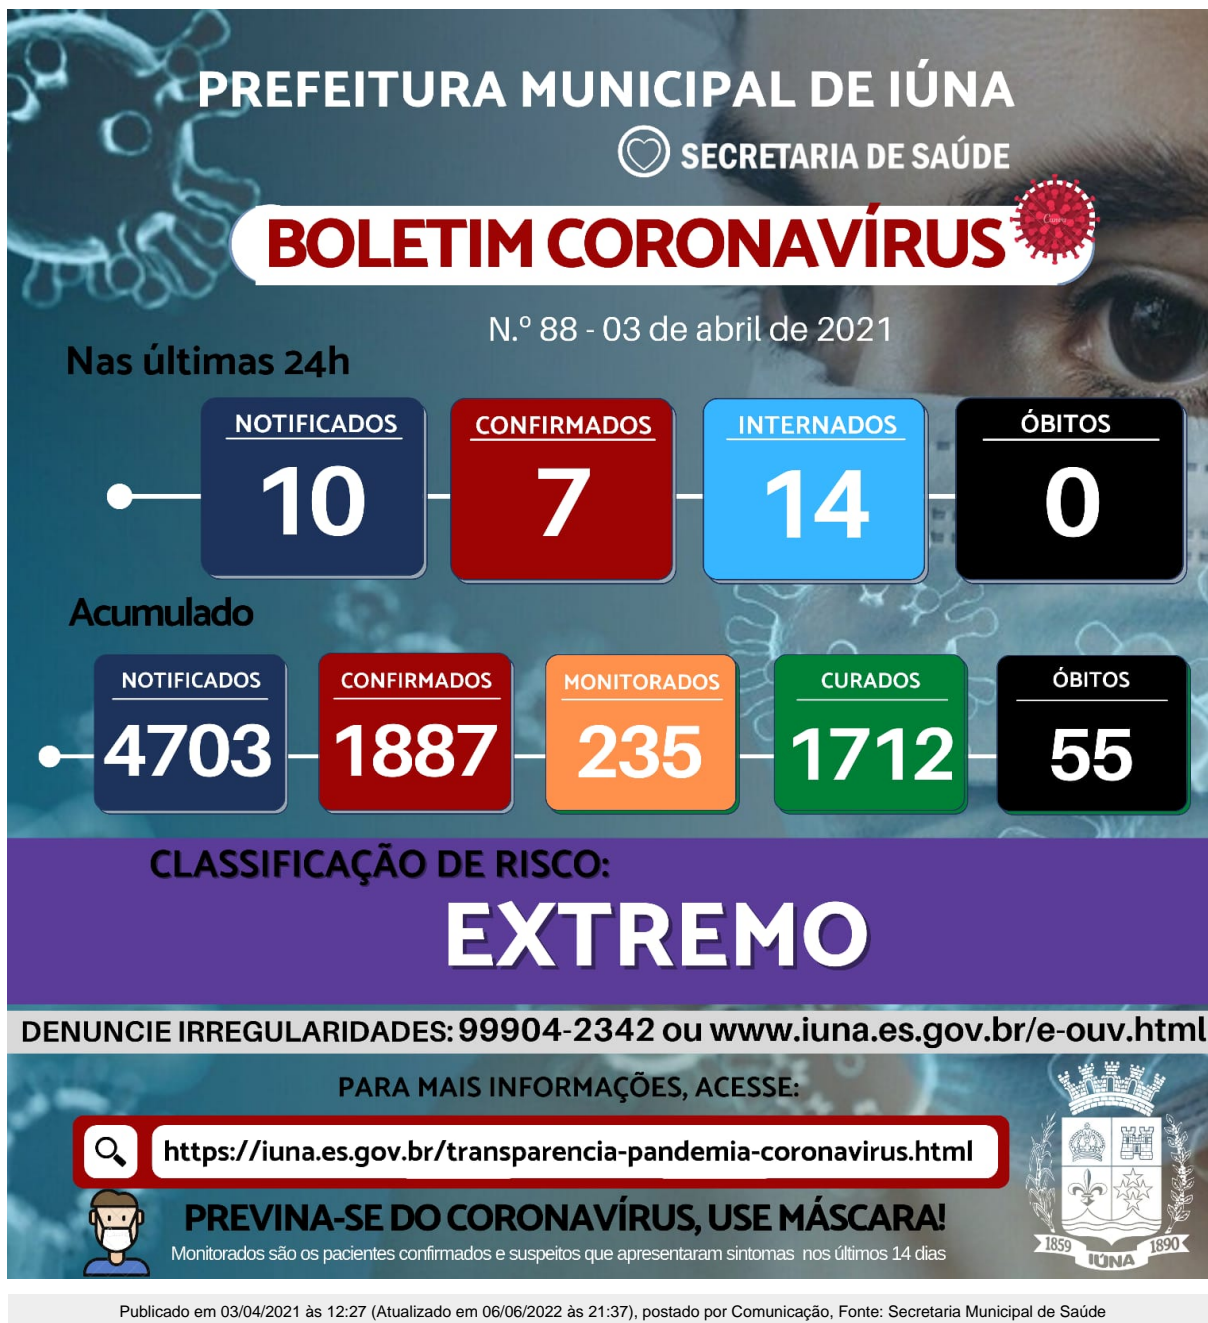 PREFEITURA MUNICIPAL DE IÚNA
SECRETARIA DE SAÚDE
BOLETIM CORONAVÍRUS
Canva
N.º 88 - 03 de abril de 2021
Nas últimas 24h
NOTIFICADOS
10
CONFIRMADOS
7
INTERNADOS
14
ÓBITOS
0
Acumulado
NOTIFICADOS
4703
CONFIRMADOS
1887
MONITORADOS
235
CURADOS
1712
ÓBITOS
55
CLASSIFICAÇÃO DE RISCO:
EXTREMO
DENUNCIE IRREGULARIDADES: 99904-2342 ou www.iuna.es.gov.br/e-ouv.html
PARA MAIS INFORMAÇÕES, ACESSE:
https://iuna.es.gov.br/transparencia-pandemia-coronavirus.html
PREVINA-SE DO CORONAVÍRUS, USE MÁSCARA!
Monitorados são os pacientes confirmados e suspeitos que apresentaram sintomas nos últimos 14 dias
1859 IÚNA 1890
Publicado em 03/04/2021 às 12:27 (Atualizado em 06/06/2022 às 21:37), postado por Comunicação, Fonte: Secretaria Municipal de Saúde